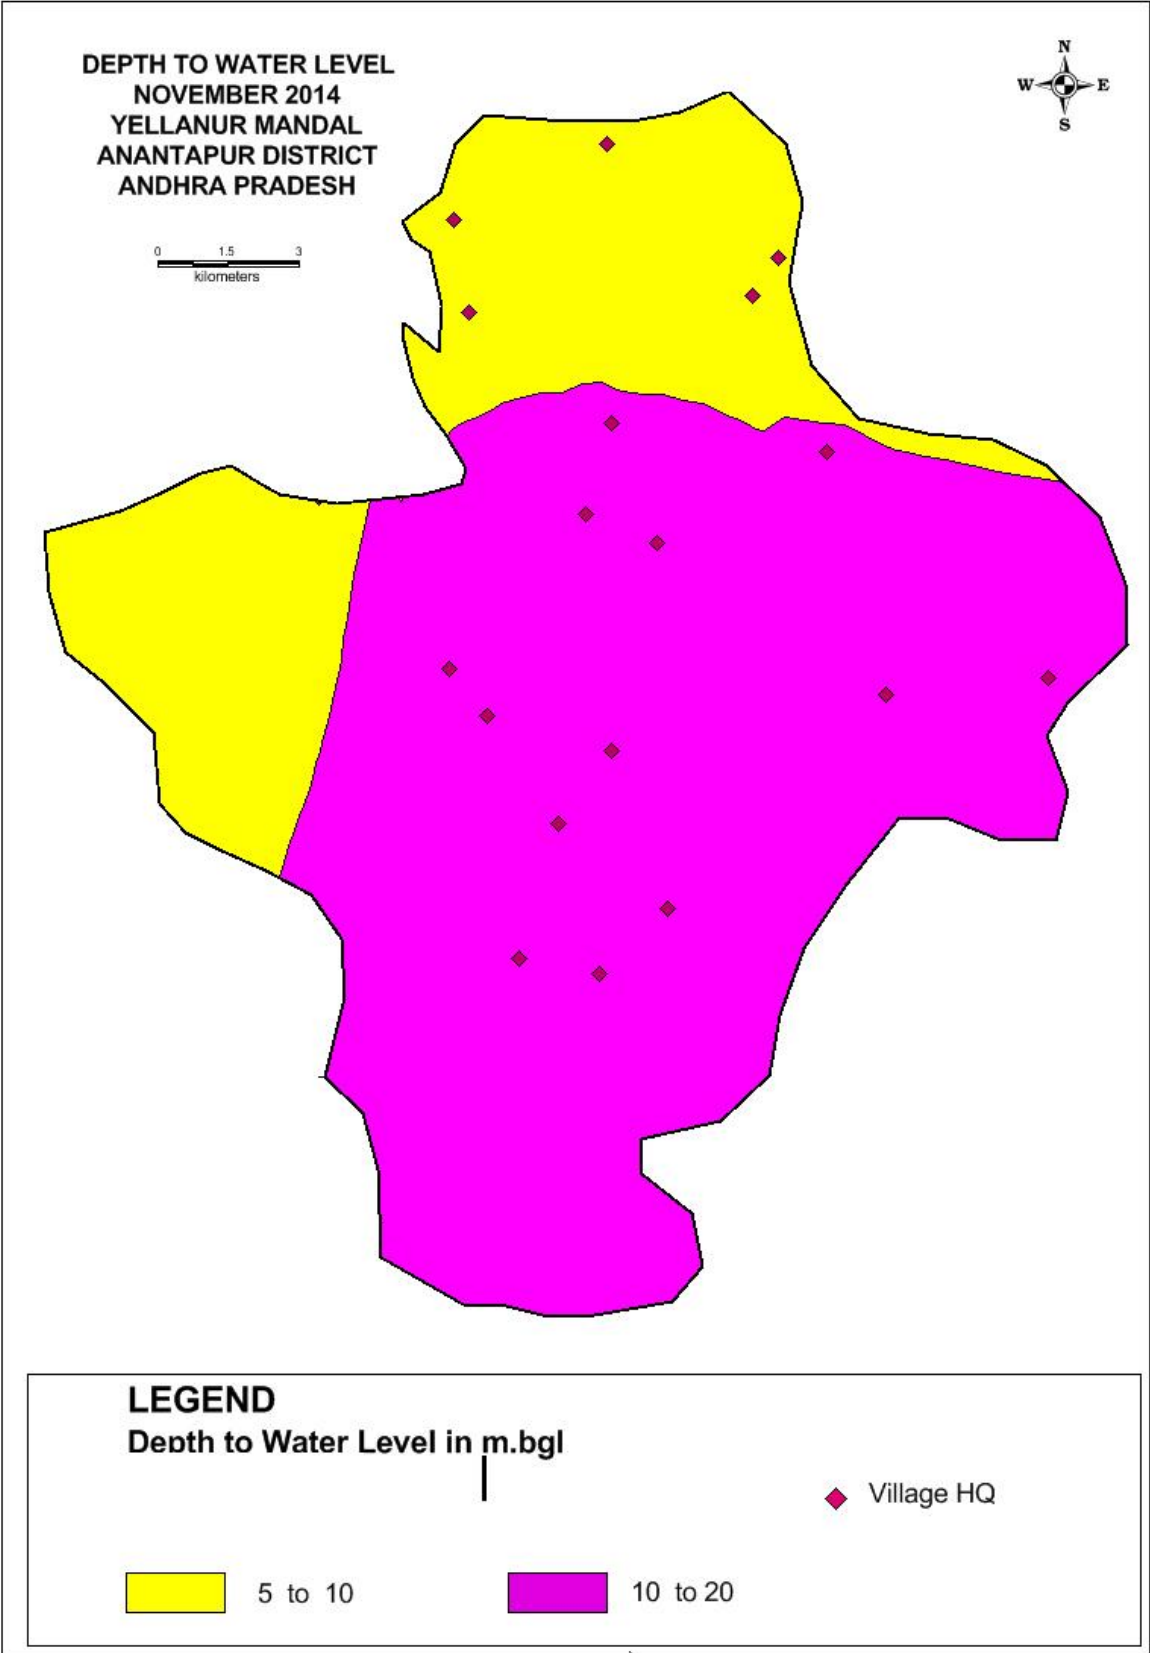 DEPTH TO WATER LEVEL
NOVEMBER 2014
YELLANUR MANDAL
ANANTAPUR DISTRICT
ANDHRA PRADESH
N
W E
S
0 1.5 3
kilometers
LEGEND
Depth to Water Level in m.bgl
Village HQ
5 to 10
10 to 20